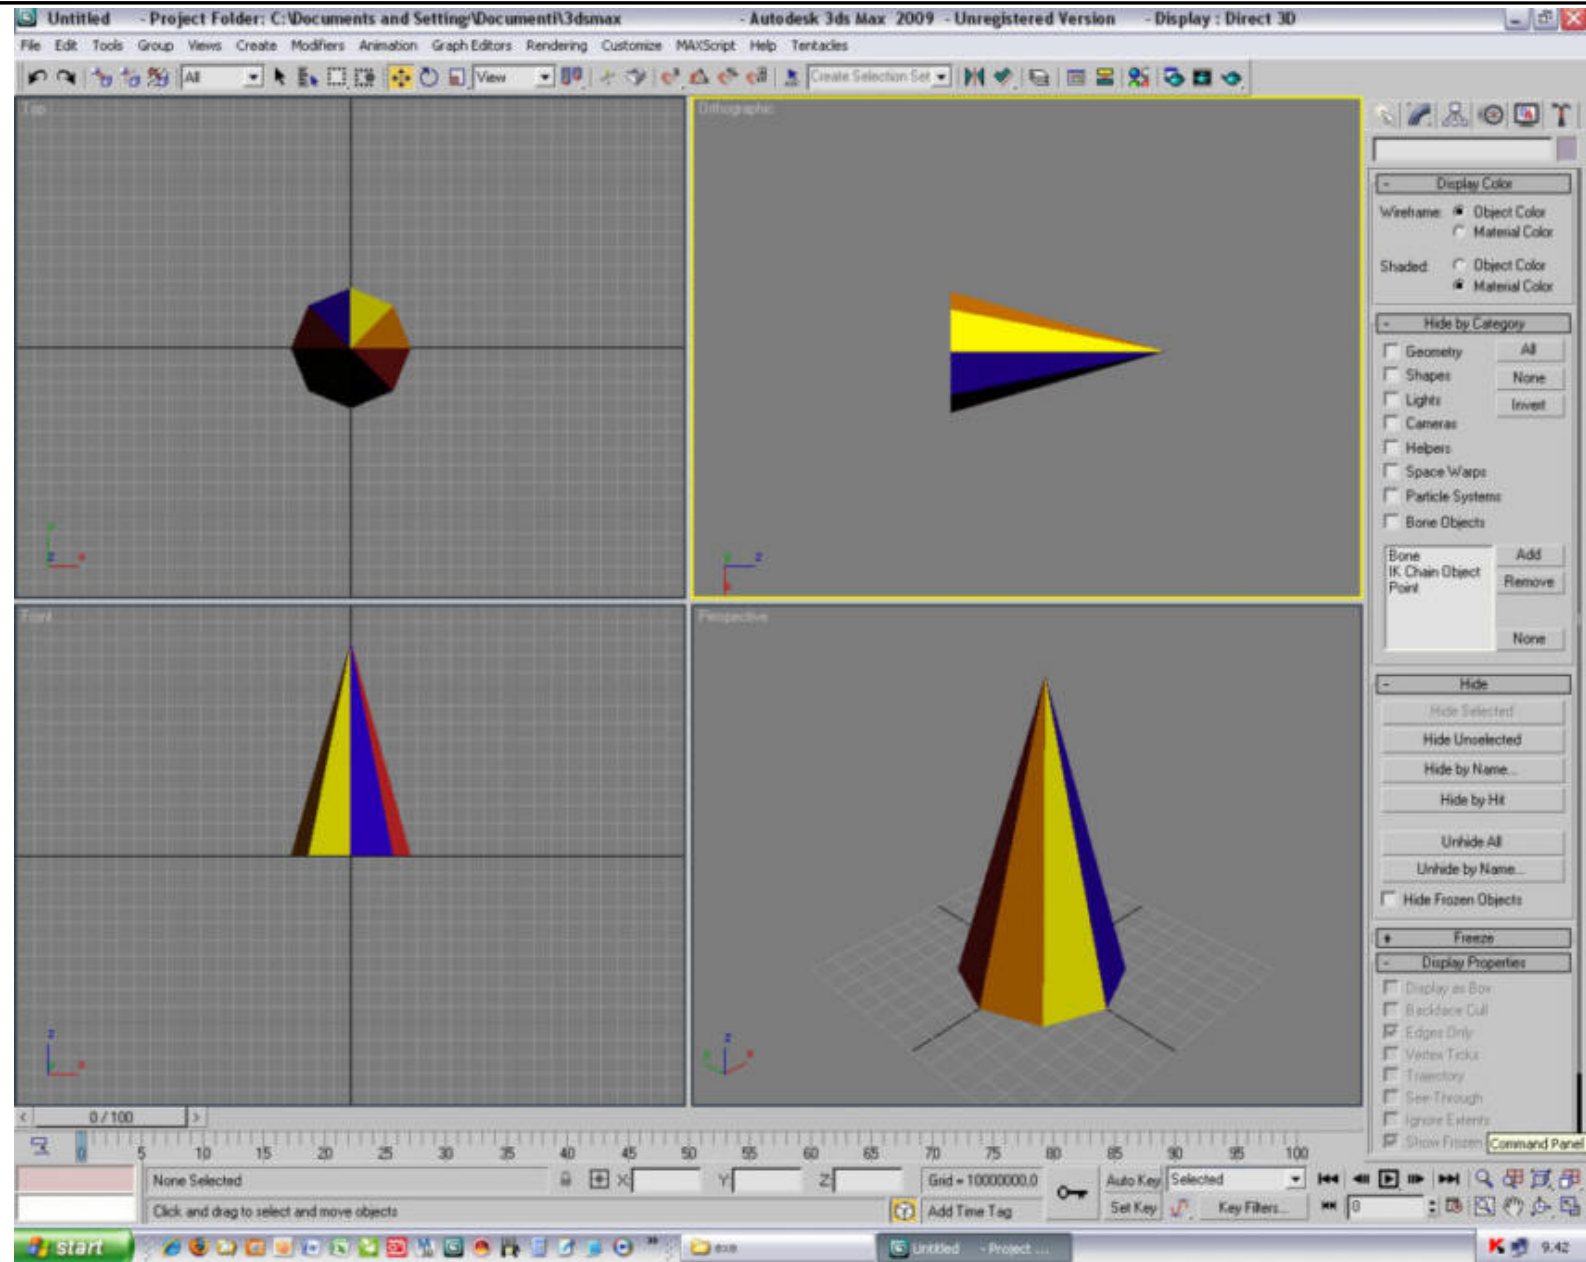 Untitled - Project Folder: C:\Documents and Setting\Documenti\3dsmax - Autodesk 3ds Max 2009 - Unregistered Version - Display : Direct 3D
File Edit Tools Group Views Create Modifiers Animation Graph Editors Rendering Customize MAXScript Help Tentacles
All View Create Selection Set
Top
Orthographic
Front
Perspective
y
z x
y z
x
z
y x
z
y x
Display Color
Wireframe: Object Color
Material Color
Shaded: Object Color
Material Color
Hide by Category
Geometry All
Shapes None
Lights Invert
Cameras
Helpers
Space Warps
Particle Systems
Bone Objects
Bone Add
IK Chain Object Remove
Point
None
Hide
Hide Selected
Hide Unselected
Hide by Name...
Hide by Hit
Unhide All
Unhide by Name...
Hide Frozen Objects
Freeze
Display Properties
Display as Box
Backface Cull
Edges Only
Vertex Ticks
Trajectory
See-Through
Ignore Extents
Show Frozen Command Panel
0 / 100
0 5 10 15 20 25 30 35 40 45 50 55 60 65 70 75 80 85 90 95 100
None Selected X: Y: Z: Grid = 10000000,0 Auto Key Selected
Click and drag to select and move objects Add Time Tag Set Key Key Filters... 0
start exe Untitled - Project ... 9.42